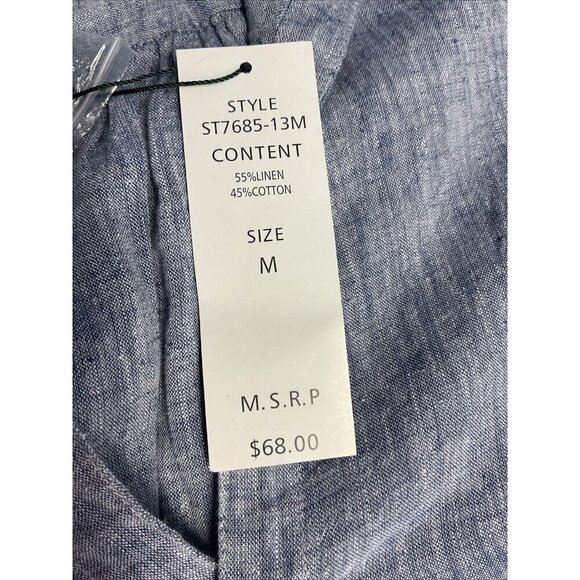 STYLE
ST7685-13M
CONTENT
55%LINEN
45%COTTON
SIZE
M
M.S.R.P
$68.00